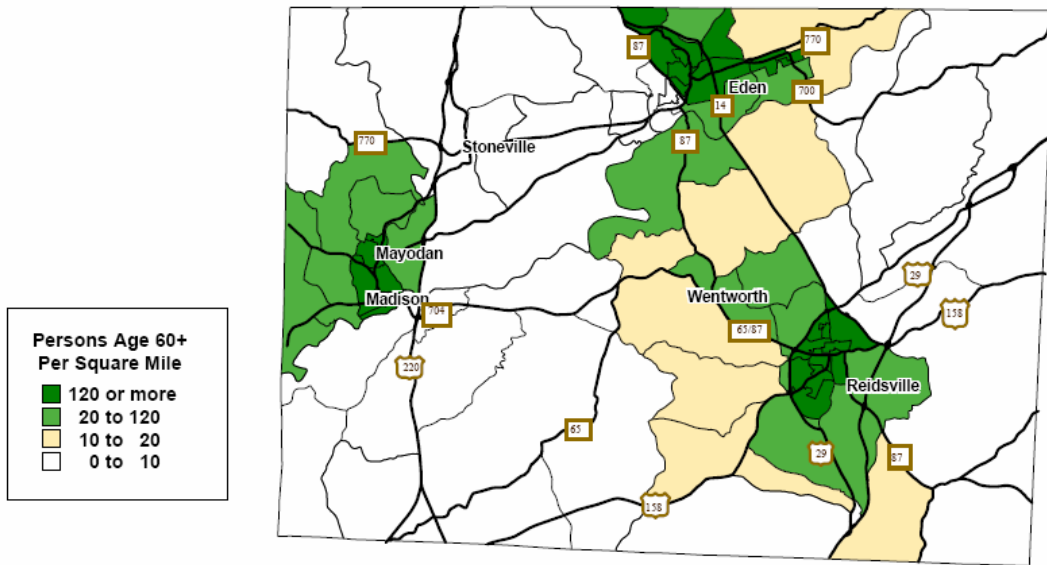 87
770
Eden
700
14
87
770
Stoneville
Mayodan
Madison
704
220
Wentworth
65/87
29
158
Reidsville
65
29
87
158
Persons Age 60+
Per Square Mile
120 or more
20 to 120
10 to 20
0 to 10